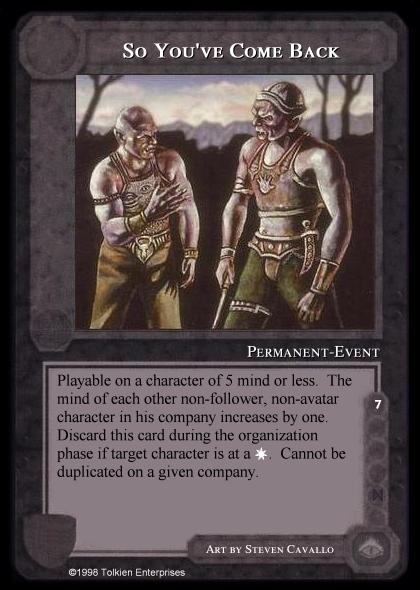 So You've Come Back
Permanent-Event
Playable on a character of 5 mind or less. The
mind of each other non-follower, non-avatar
character in his company increases by one.
Discard this card during the organization
phase if target character is at a ✷. Cannot be
duplicated on a given company.
7
N
Art by Steven Cavallo
©1998 Tolkien Enterprises